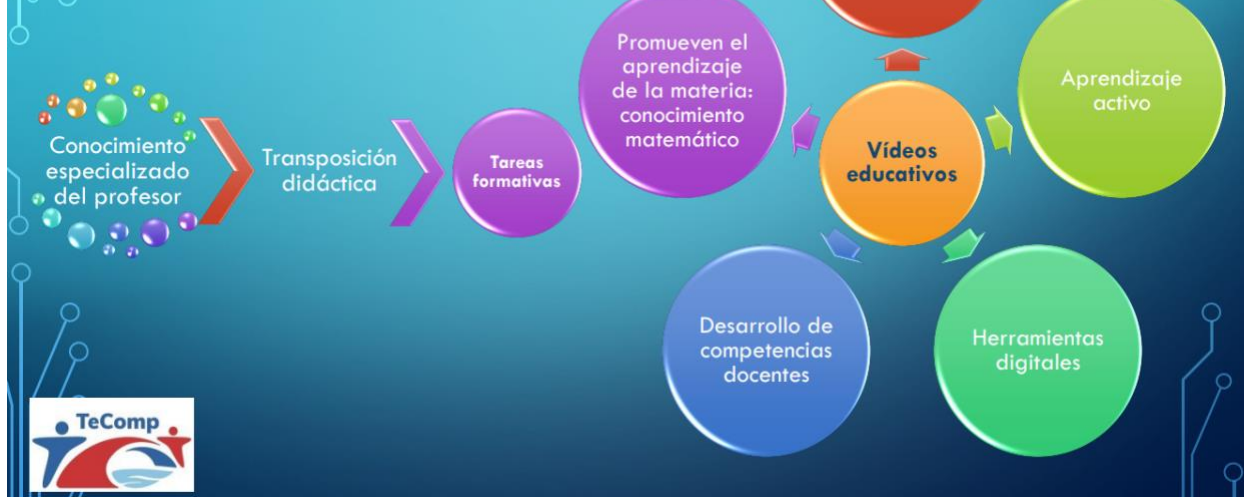 Conocimiento
especializado
del profesor
Transposición
didáctica
Tareas
formativas
Promueven el
aprendizaje
de la materia:
conocimiento
matemático
Vídeos
educativos
Aprendizaje
activo
Desarrollo de
competencias
docentes
Herramientas
digitales
TeComp